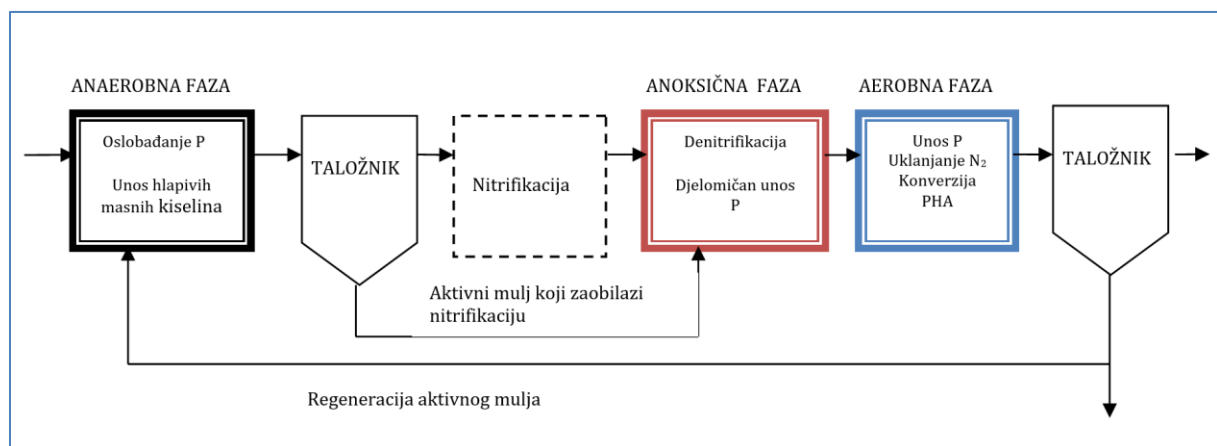 ANAEROBNA FAZA
Oslobađanje P
Unos hlapivih
masnih kiselina
TALOŽNIK
Nitrifikacija
ANOKSIČNA FAZA
Denitrifikacija
Djelomičan unos
P
AEROBNA FAZA
Unos P
Uklanjanje N₂
Konverzija
PHA
TALOŽNIK
Aktivni mulj koji zaobilazi
nitrifikaciju
Regeneracija aktivnog mulja